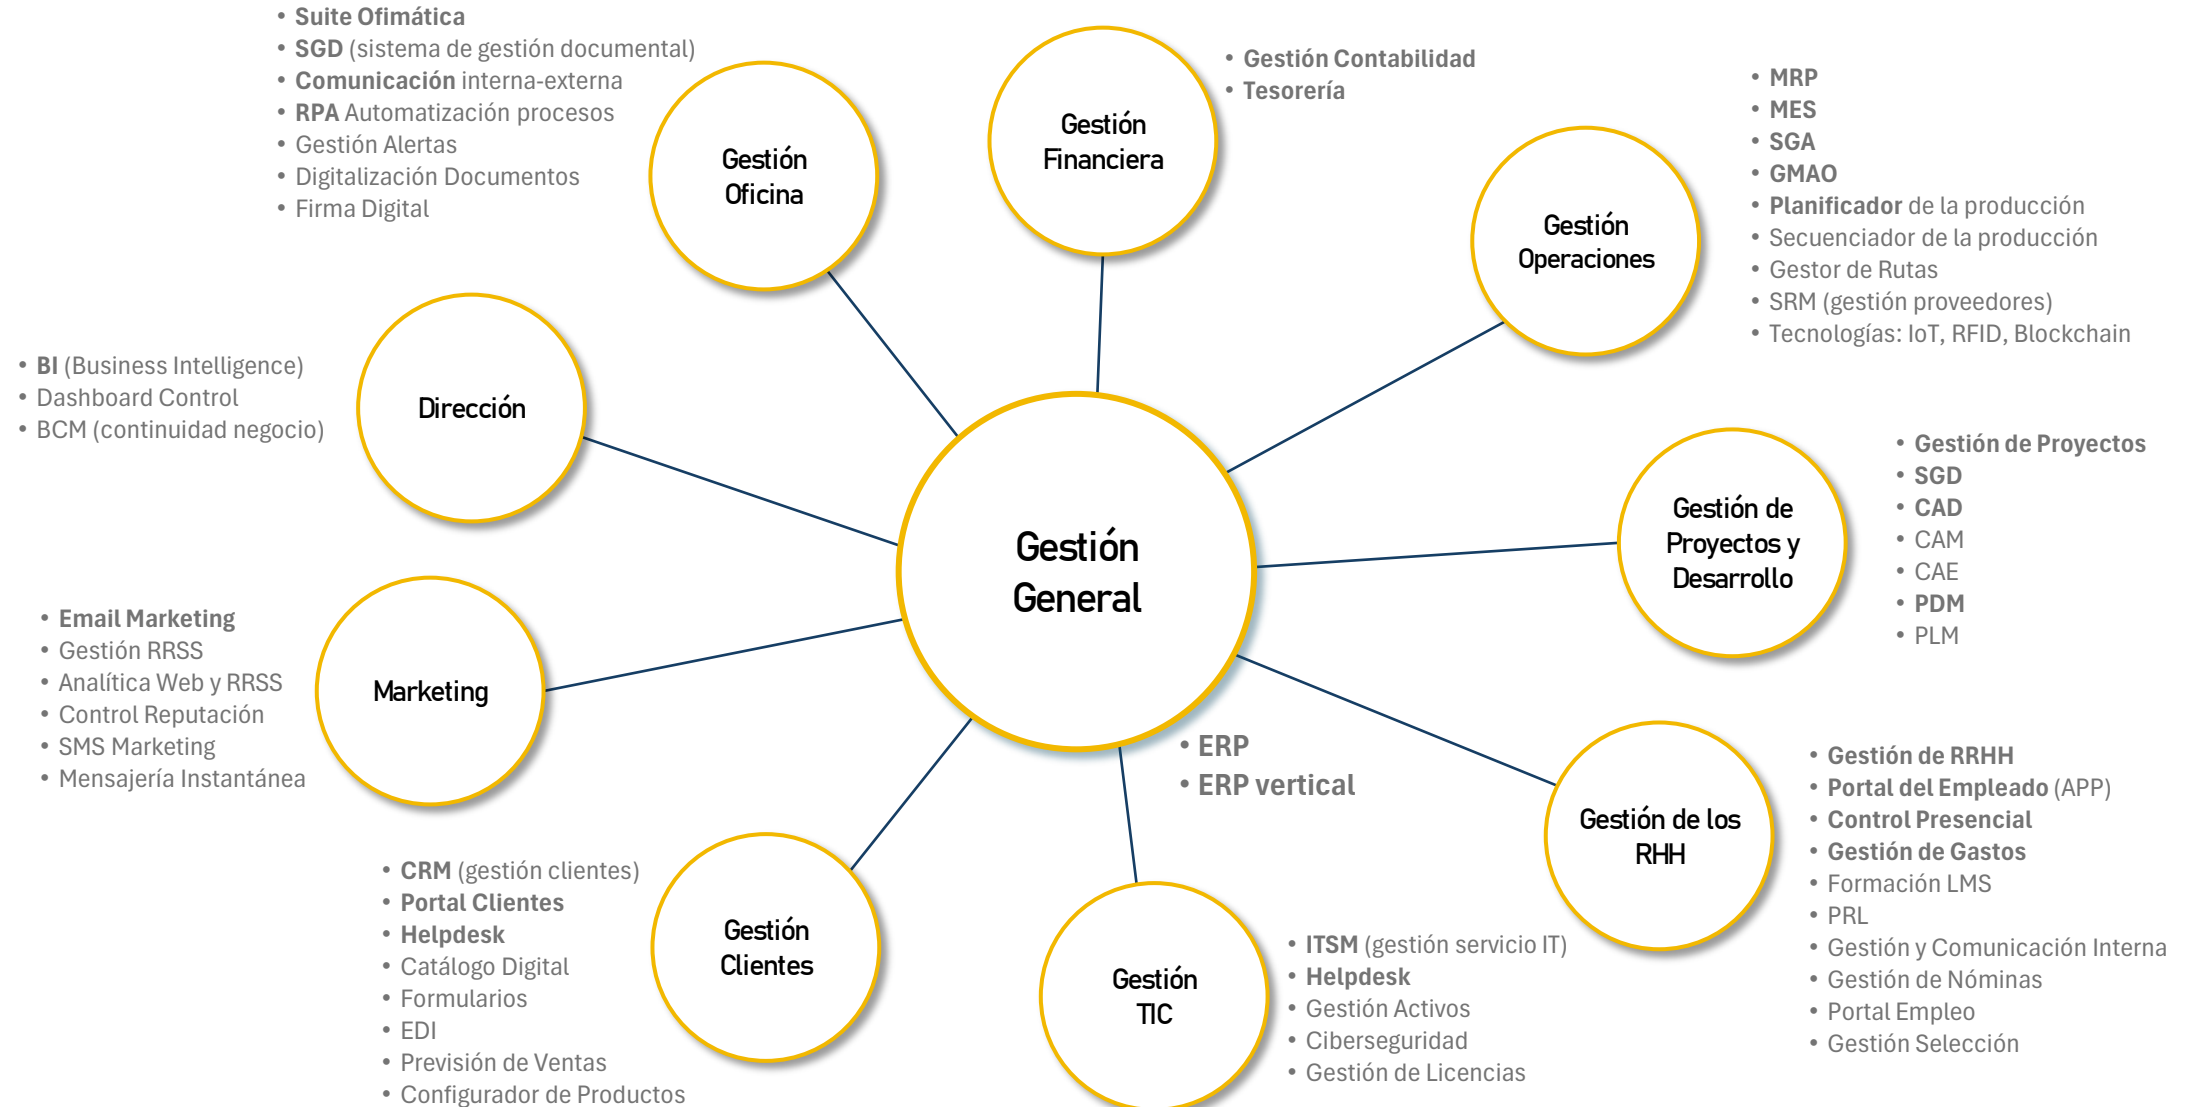 • Suite Ofimática
• SGD (sistema de gestión documental)
• Comunicación interna-externa
• RPA Automatización procesos
• Gestión Alertas
• Digitalización Documentos
• Firma Digital
Gestión
Oficina
Gestión
Financiera
• Gestión Contabilidad
• Tesorería
Gestión
Operaciones
• MRP
• MES
• SGA
• GMAO
• Planificador de la producción
• Secuenciador de la producción
• Gestor de Rutas
• SRM (gestión proveedores)
• Tecnologías: IoT, RFID, Blockchain
• BI (Business Intelligence)
• Dashboard Control
• BCM (continuidad negocio)
Dirección
Gestión
General
• ERP
• ERP vertical
Gestión de
Proyectos y
Desarrollo
• Gestión de Proyectos
• SGD
• CAD
• CAM
• CAE
• PDM
• PLM
• Email Marketing
• Gestión RRSS
• Analítica Web y RRSS
• Control Reputación
• SMS Marketing
• Mensajería Instantánea
Marketing
Gestión de los
RHH
• Gestión de RRHH
• Portal del Empleado (APP)
• Control Presencial
• Gestión de Gastos
• Formación LMS
• PRL
• Gestión y Comunicación Interna
• Gestión de Nóminas
• Portal Empleo
• Gestión Selección
• CRM (gestión clientes)
• Portal Clientes
• Helpdesk
• Catálogo Digital
• Formularios
• EDI
• Previsión de Ventas
• Configurador de Productos
Gestión
Clientes
Gestión
TIC
• ITSM (gestión servicio IT)
• Helpdesk
• Gestión Activos
• Ciberseguridad
• Gestión de Licencias